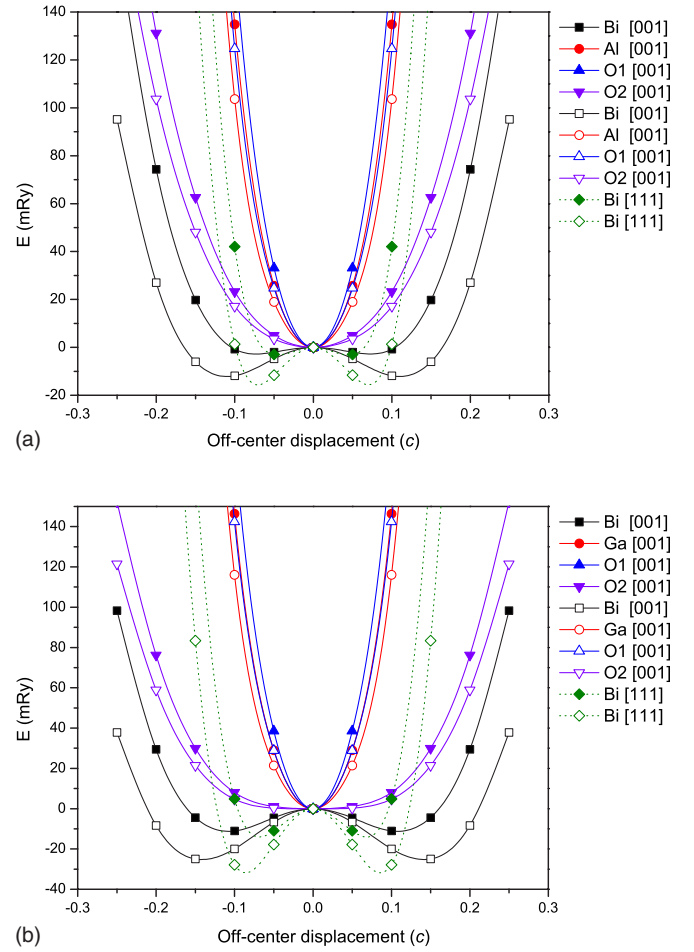 140
120
100
80
60
40
20
0
-20
E (mRy)
-0.3 -0.2 -0.1 0.0 0.1 0.2 0.3
Off-center displacement (c)
(a)
Bi [001]
Al [001]
O1 [001]
O2 [001]
Bi [001]
Al [001]
O1 [001]
O2 [001]
Bi [111]
Bi [111]
140
120
100
80
60
40
20
0
-20
-40
E (mRy)
-0.3 -0.2 -0.1 0.0 0.1 0.2 0.3
Off-center displacement (c)
(b)
Bi [001]
Ga [001]
O1 [001]
O2 [001]
Bi [001]
Ga [001]
O1 [001]
O2 [001]
Bi [111]
Bi [111]